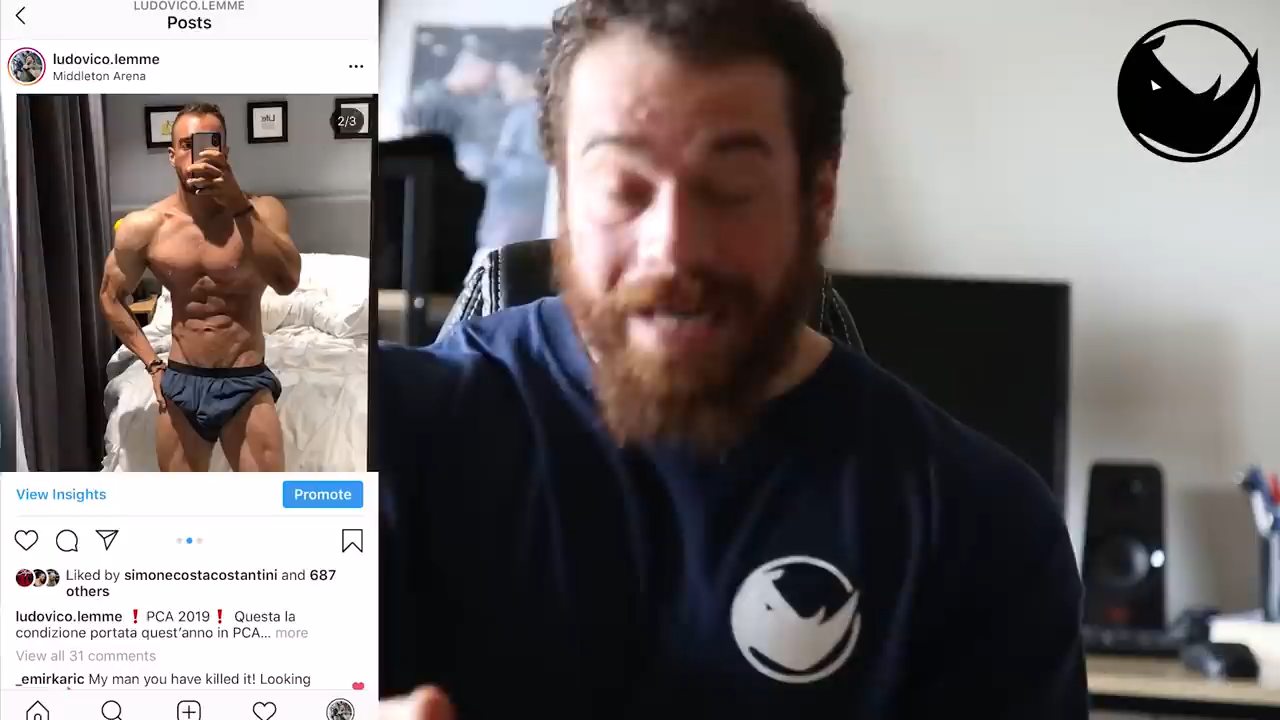 LUDOVICO.LEMME
Posts
ludovico.lemme
Middleton Arena
2/3
View Insights
Promote
Liked by simonecostacostantini and 687
others
ludovico.lemme ❗ PCA 2019 ❗ Questa la
condizione portata quest'anno in PCA... more
View all 31 comments
_emirkaric My man you have killed it! Looking